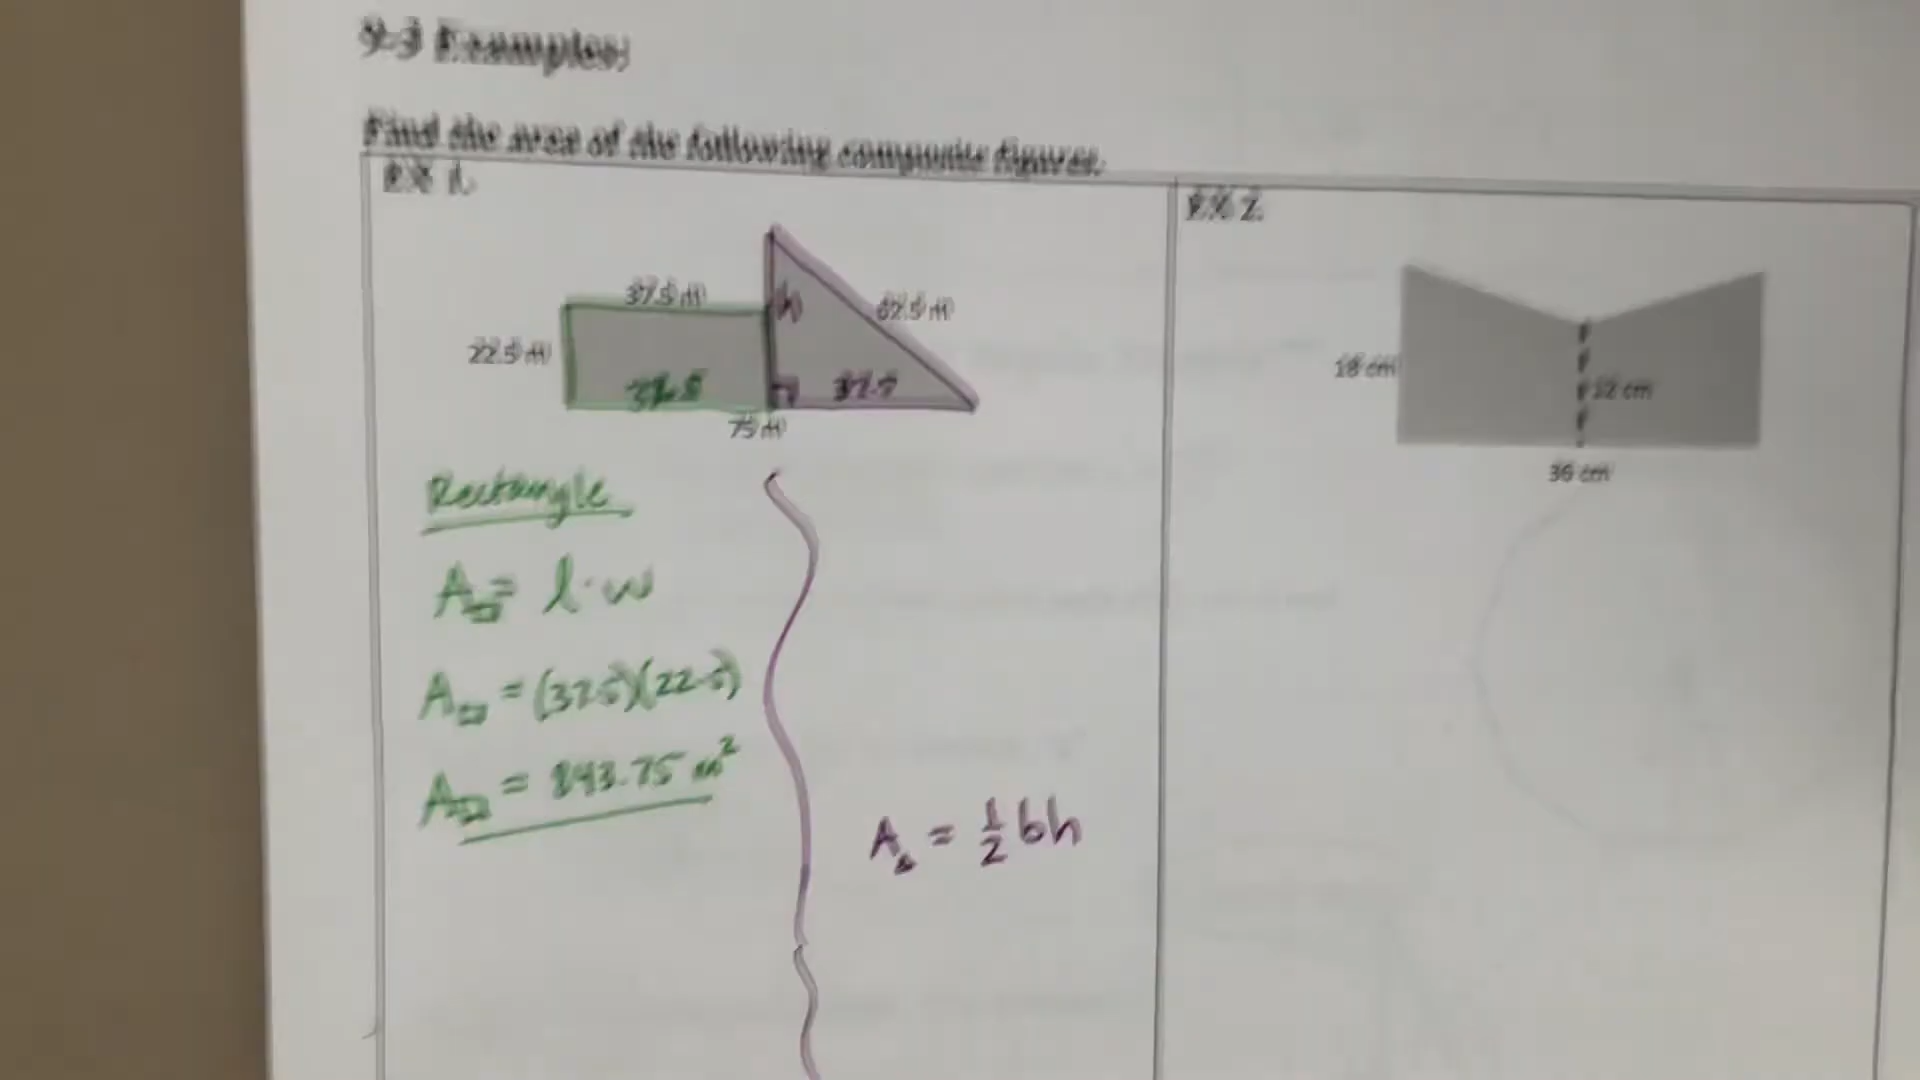 9-3 Examples:
Find the area of the following composite figures.
EX 1.
37.5 m
h
62.5 m
22.5 m
37.5
37.5
75 m
Rectangle
A▭ = l · w
A▭ = (37.5)(22.5)
A▭ = 843.75 m²
A▵ = 1/2 bh
EX 2.
18 cm
12 cm
36 cm